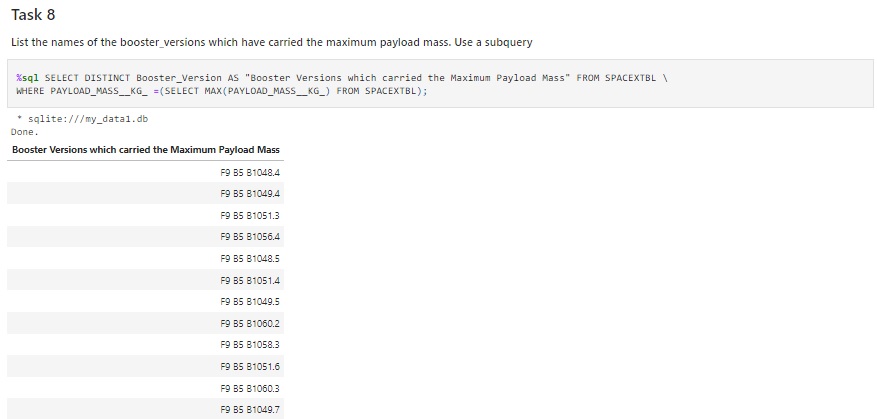 Task 8
List the names of the booster_versions which have carried the maximum payload mass. Use a subquery
%sql SELECT DISTINCT Booster_Version AS "Booster Versions which carried the Maximum Payload Mass" FROM SPACEXTBL \
WHERE PAYLOAD_MASS__KG_ =(SELECT MAX(PAYLOAD_MASS__KG_) FROM SPACEXTBL);
* sqlite:///my_data1.db
Done.
Booster Versions which carried the Maximum Payload Mass
F9 B5 B1048.4
F9 B5 B1049.4
F9 B5 B1051.3
F9 B5 B1056.4
F9 B5 B1048.5
F9 B5 B1051.4
F9 B5 B1049.5
F9 B5 B1060.2
F9 B5 B1058.3
F9 B5 B1051.6
F9 B5 B1060.3
F9 B5 B1049.7